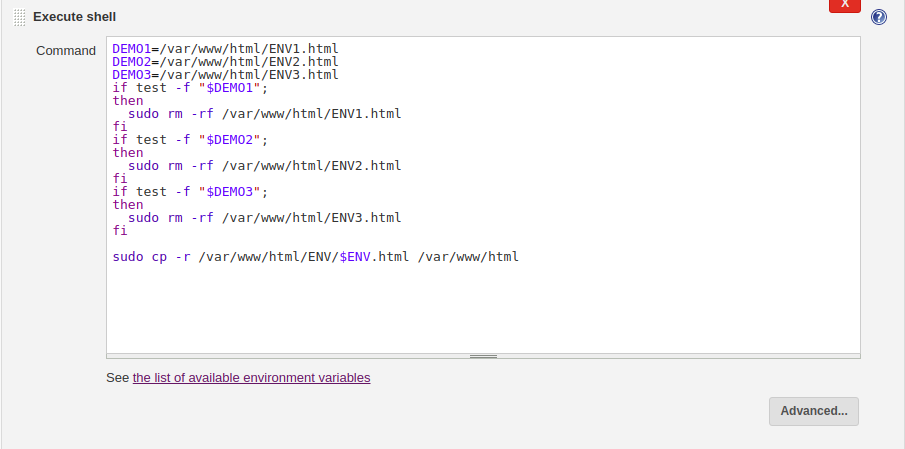 X
Execute shell
?
Command
DEMO1=/var/www/html/ENV1.html
DEMO2=/var/www/html/ENV2.html
DEMO3=/var/www/html/ENV3.html
if test -f "$DEMO1";
then
  sudo rm -rf /var/www/html/ENV1.html
fi
if test -f "$DEMO2";
then
  sudo rm -rf /var/www/html/ENV2.html
fi
if test -f "$DEMO3";
then
  sudo rm -rf /var/www/html/ENV3.html
fi
sudo cp -r /var/www/html/ENV/$ENV.html /var/www/html
See the list of available environment variables
Advanced...